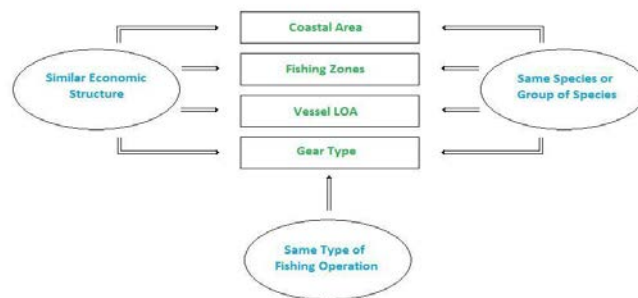 Coastal Area
Similar Economic
Structure
Fishing Zones
Same Species or
Group of Species
Vessel LOA
Gear Type
Same Type of
Fishing Operation